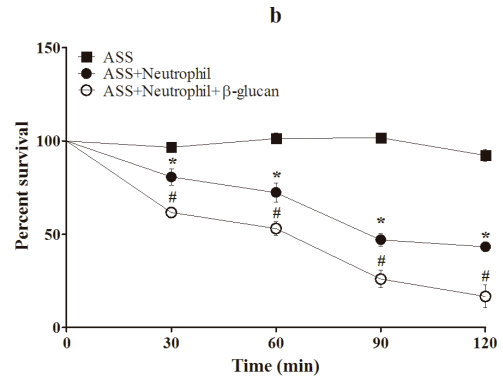 b
150
ASS
ASS+Neutrophil
ASS+Neutrophil+β-glucan
100
* * * *
# # # #
50
0
0 30 60 90 120
Percent survival
Time (min)